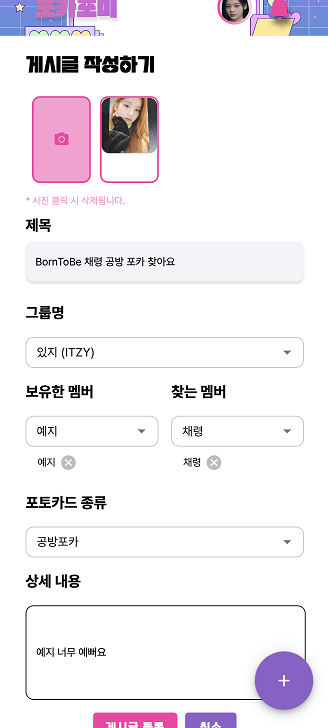 포카포미
게시글 작성하기
* 사진 클릭 시 삭제됩니다.
제목
BornToBe 채령 공방 포카 찾아요
그룹명
있지 (ITZY)
보유한 멤버 찾는 멤버
예지 채령
예지 채령
포토카드 종류
공방포카
상세 내용
예지 너무 예뻐요
게시글 등록 취소